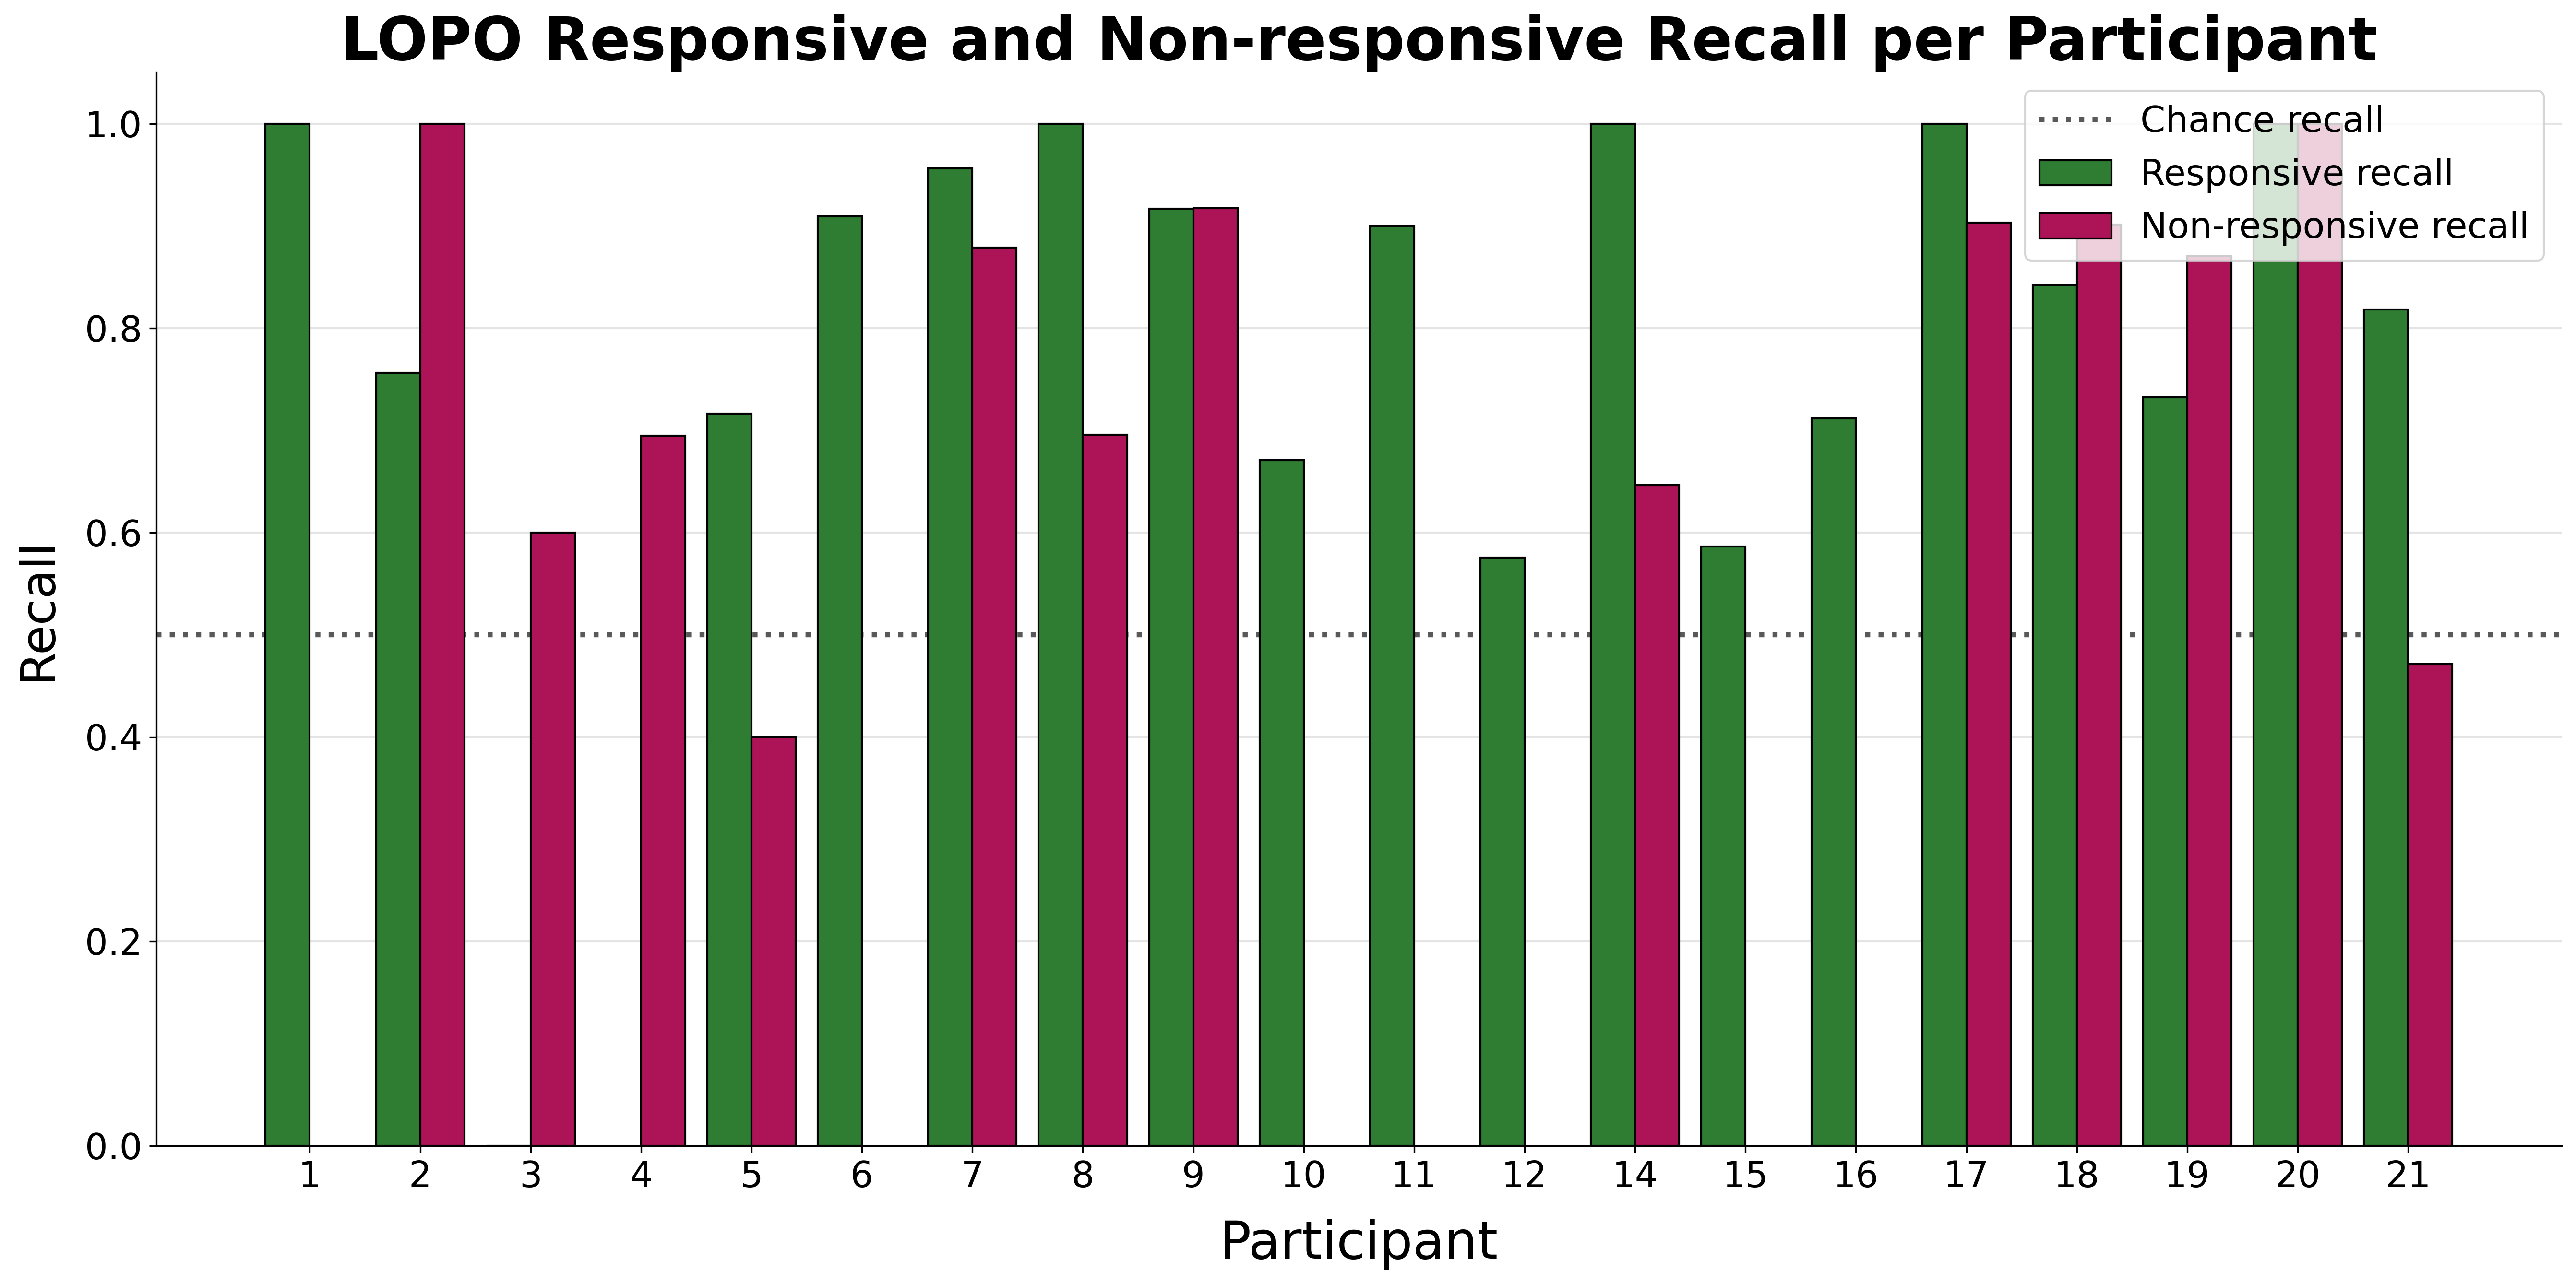 LOPO Responsive and Non-responsive Recall per Participant
Chance recall
Responsive recall
Non-responsive recall
Recall
1.0
0.8
0.6
0.4
0.2
0.0
1 2 3 4 5 6 7 8 9 10 11 12 14 15 16 17 18 19 20 21
Participant